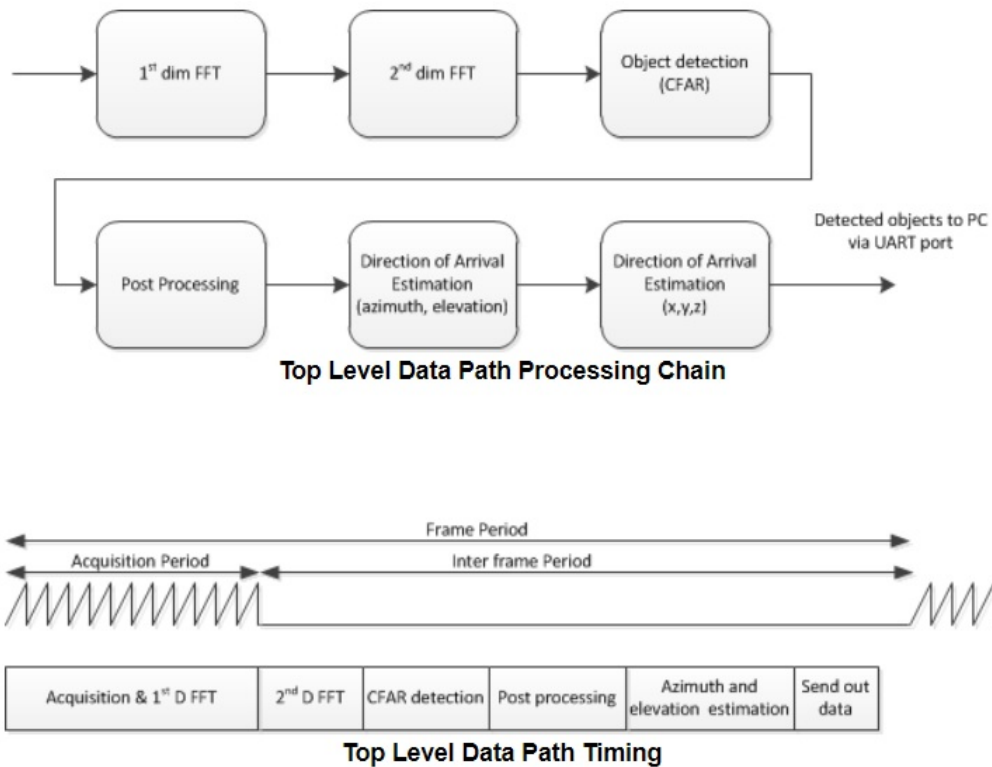 1st dim FFT
2nd dim FFT
Object detection
(CFAR)
Post Processing
Direction of Arrival
Estimation
(azimuth, elevation)
Direction of Arrival
Estimation
(x,y,z)
Detected objects to PC
via UART port
Top Level Data Path Processing Chain
Frame Period
Acquisition Period
Inter frame Period
Acquisition & 1st D FFT
2nd D FFT
CFAR detection
Post processing
Azimuth and
elevation estimation
Send out
data
Top Level Data Path Timing